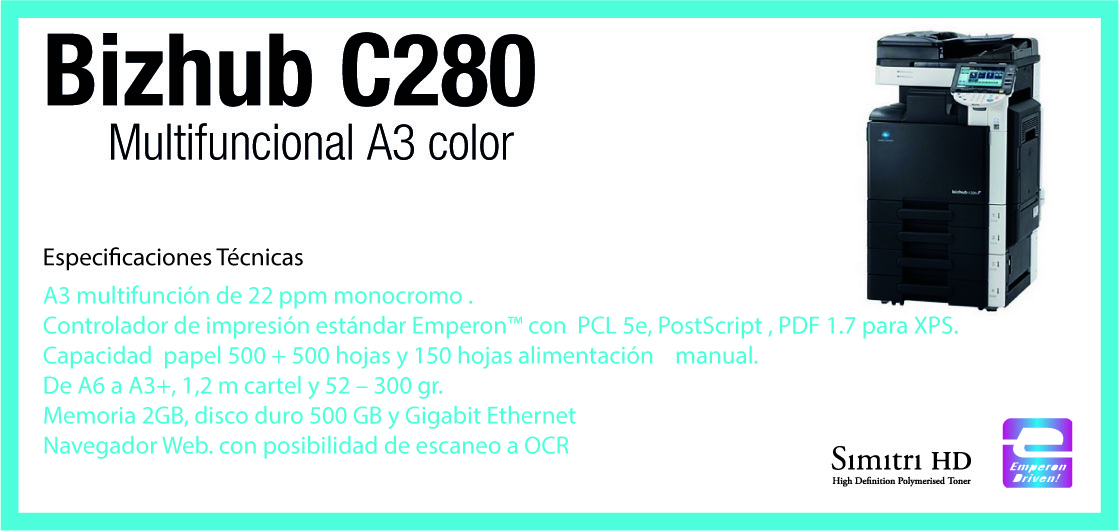 Bizhub C280
Multifuncional A3 color
Especificaciones Técnicas
A3 multifunción de 22 ppm monocromo .
Controlador de impresión estándar Emperon™ con PCL 5e, PostScript , PDF 1.7 para XPS.
Capacidad papel 500 + 500 hojas y 150 hojas alimentación manual.
De A6 a A3+, 1,2 m cartel y 52 – 300 gr.
Memoria 2GB, disco duro 500 GB y Gigabit Ethernet
Navegador Web. con posibilidad de escaneo a OCR
bizhub
Simitri HD
High Definition Polymerised Toner
Emperon
Driven!